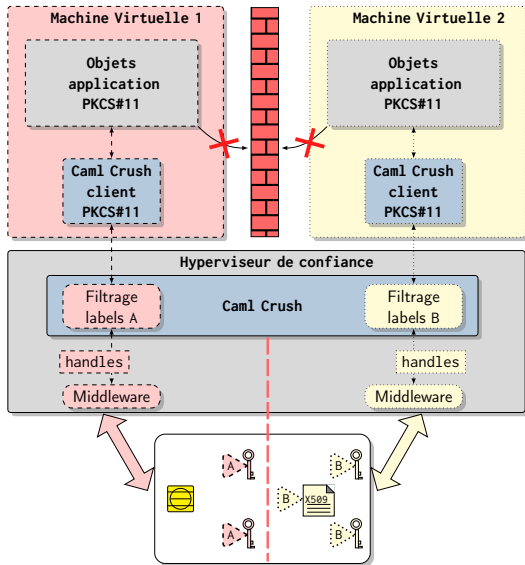 Machine Virtuelle 1
Objets
application
PKCS#11
Caml Crush
client
PKCS#11
Machine Virtuelle 2
Objets
application
PKCS#11
Caml Crush
client
PKCS#11
Hyperviseur de confiance
Filtrage
labels A
Caml Crush
Filtrage
labels B
handles
handles
Middleware
Middleware
A
B
B
X509
A
B